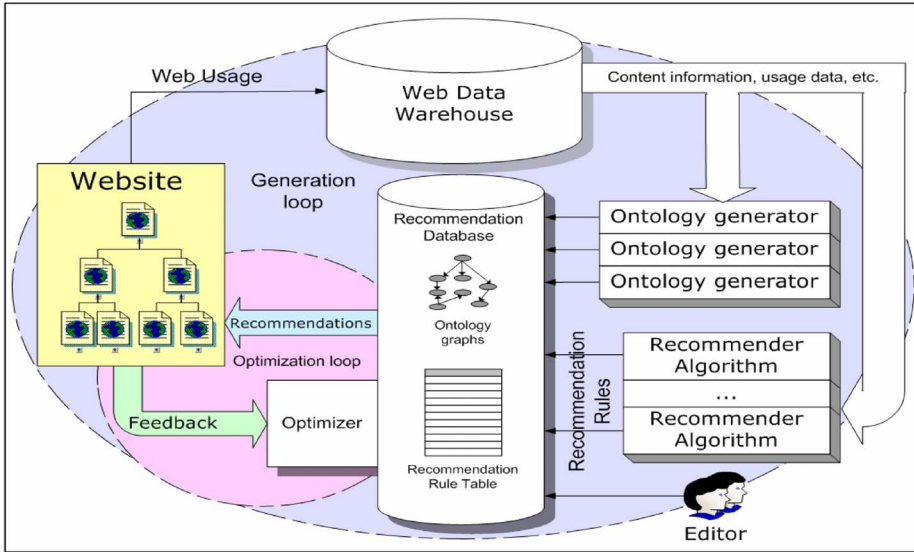 Web Usage
Web Data
Warehouse
Content information, usage data, etc.
Website
Generation
loop
Recommendation
Database
Ontology generator
Ontology generator
Ontology generator
Recommendations
Ontology
graphs
Optimization loop
Recommender
Algorithm
...
Recommender
Algorithm
Recommendation
Rules
Feedback
Optimizer
Recommendation
Rule Table
Editor